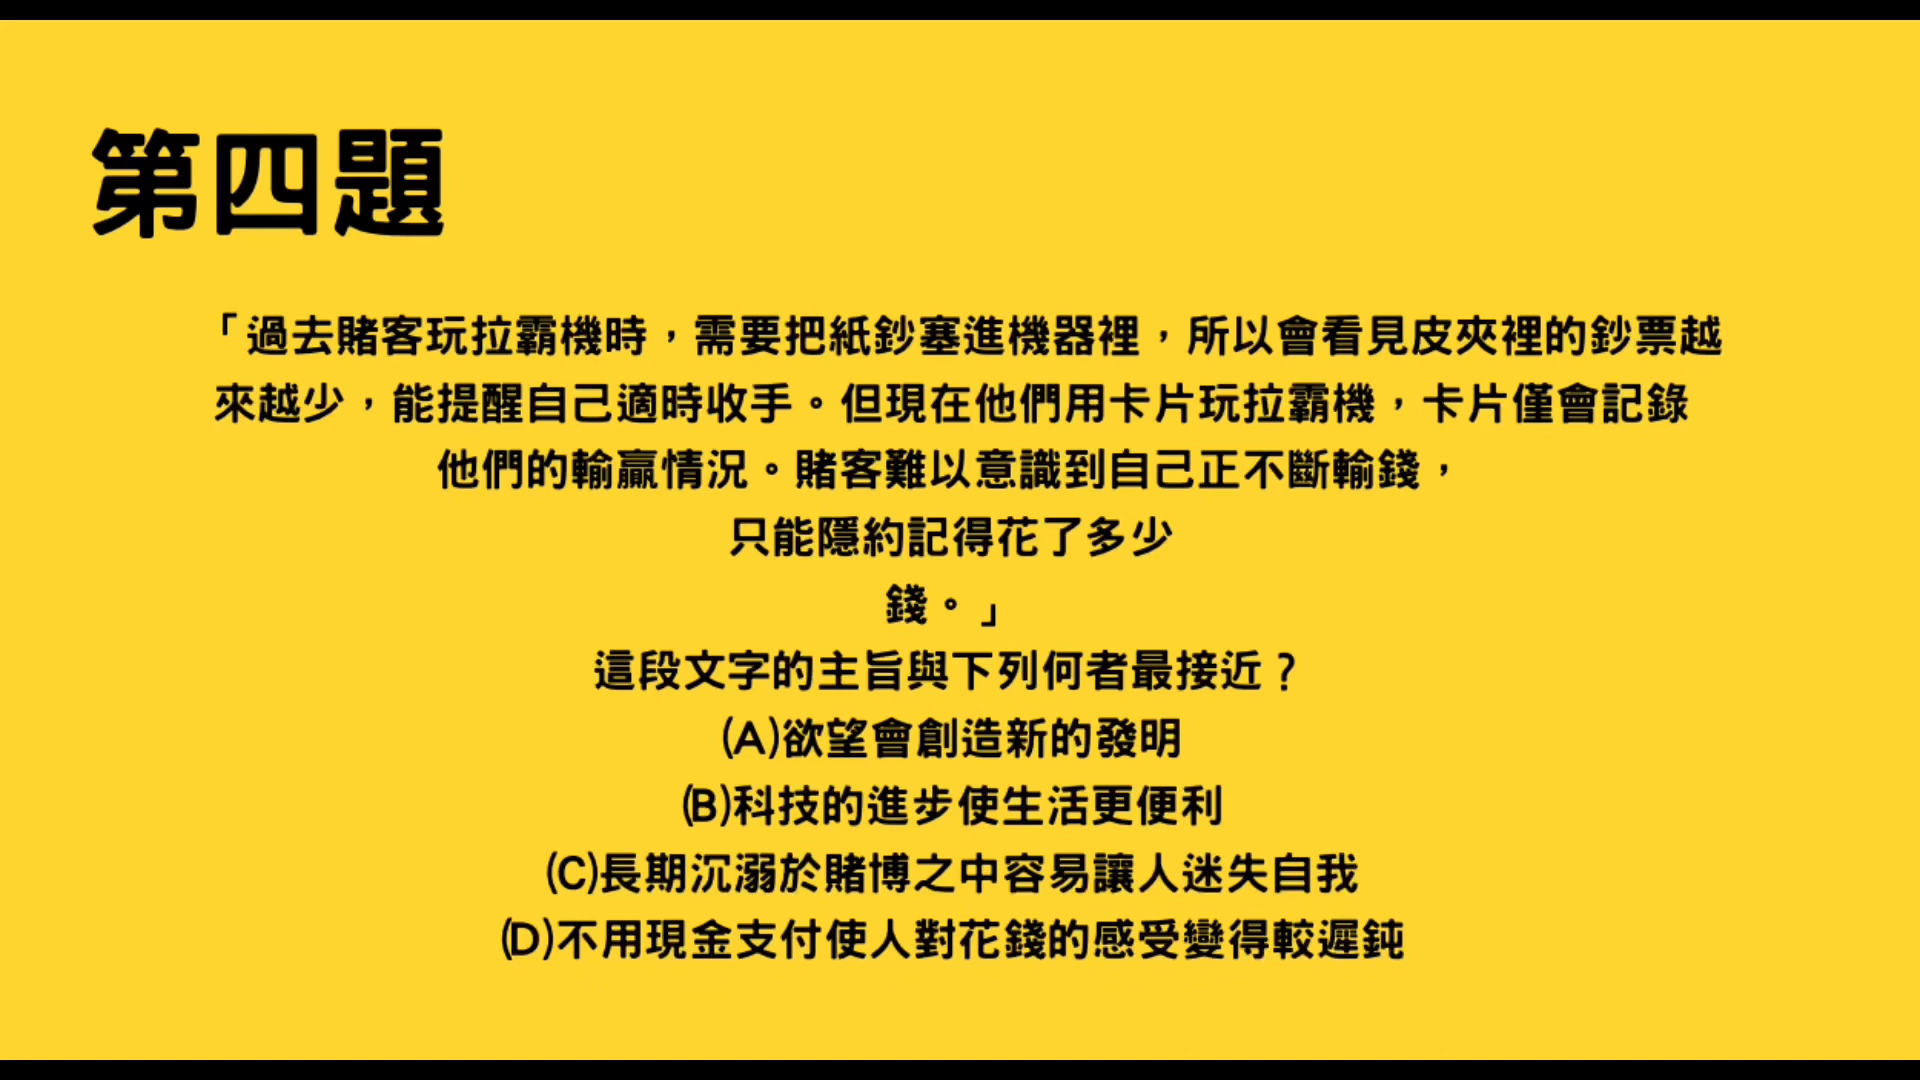 第四題
「過去賭客玩拉霸機時,需要把紙鈔塞進機器裡,所以會看見皮夾裡的鈔票越
來越少,能提醒自己適時收手。但現在他們用卡片玩拉霸機,卡片僅會記錄
他們的輸贏情況。賭客難以意識到自己正不斷輸錢,
只能隱約記得花了多少
錢。」
這段文字的主旨與下列何者最接近?
(A)欲望會創造新的發明
(B)科技的進步使生活更便利
(C)長期沉溺於賭博之中容易讓人迷失自我
(D)不用現金支付使人對花錢的感受變得較遲鈍